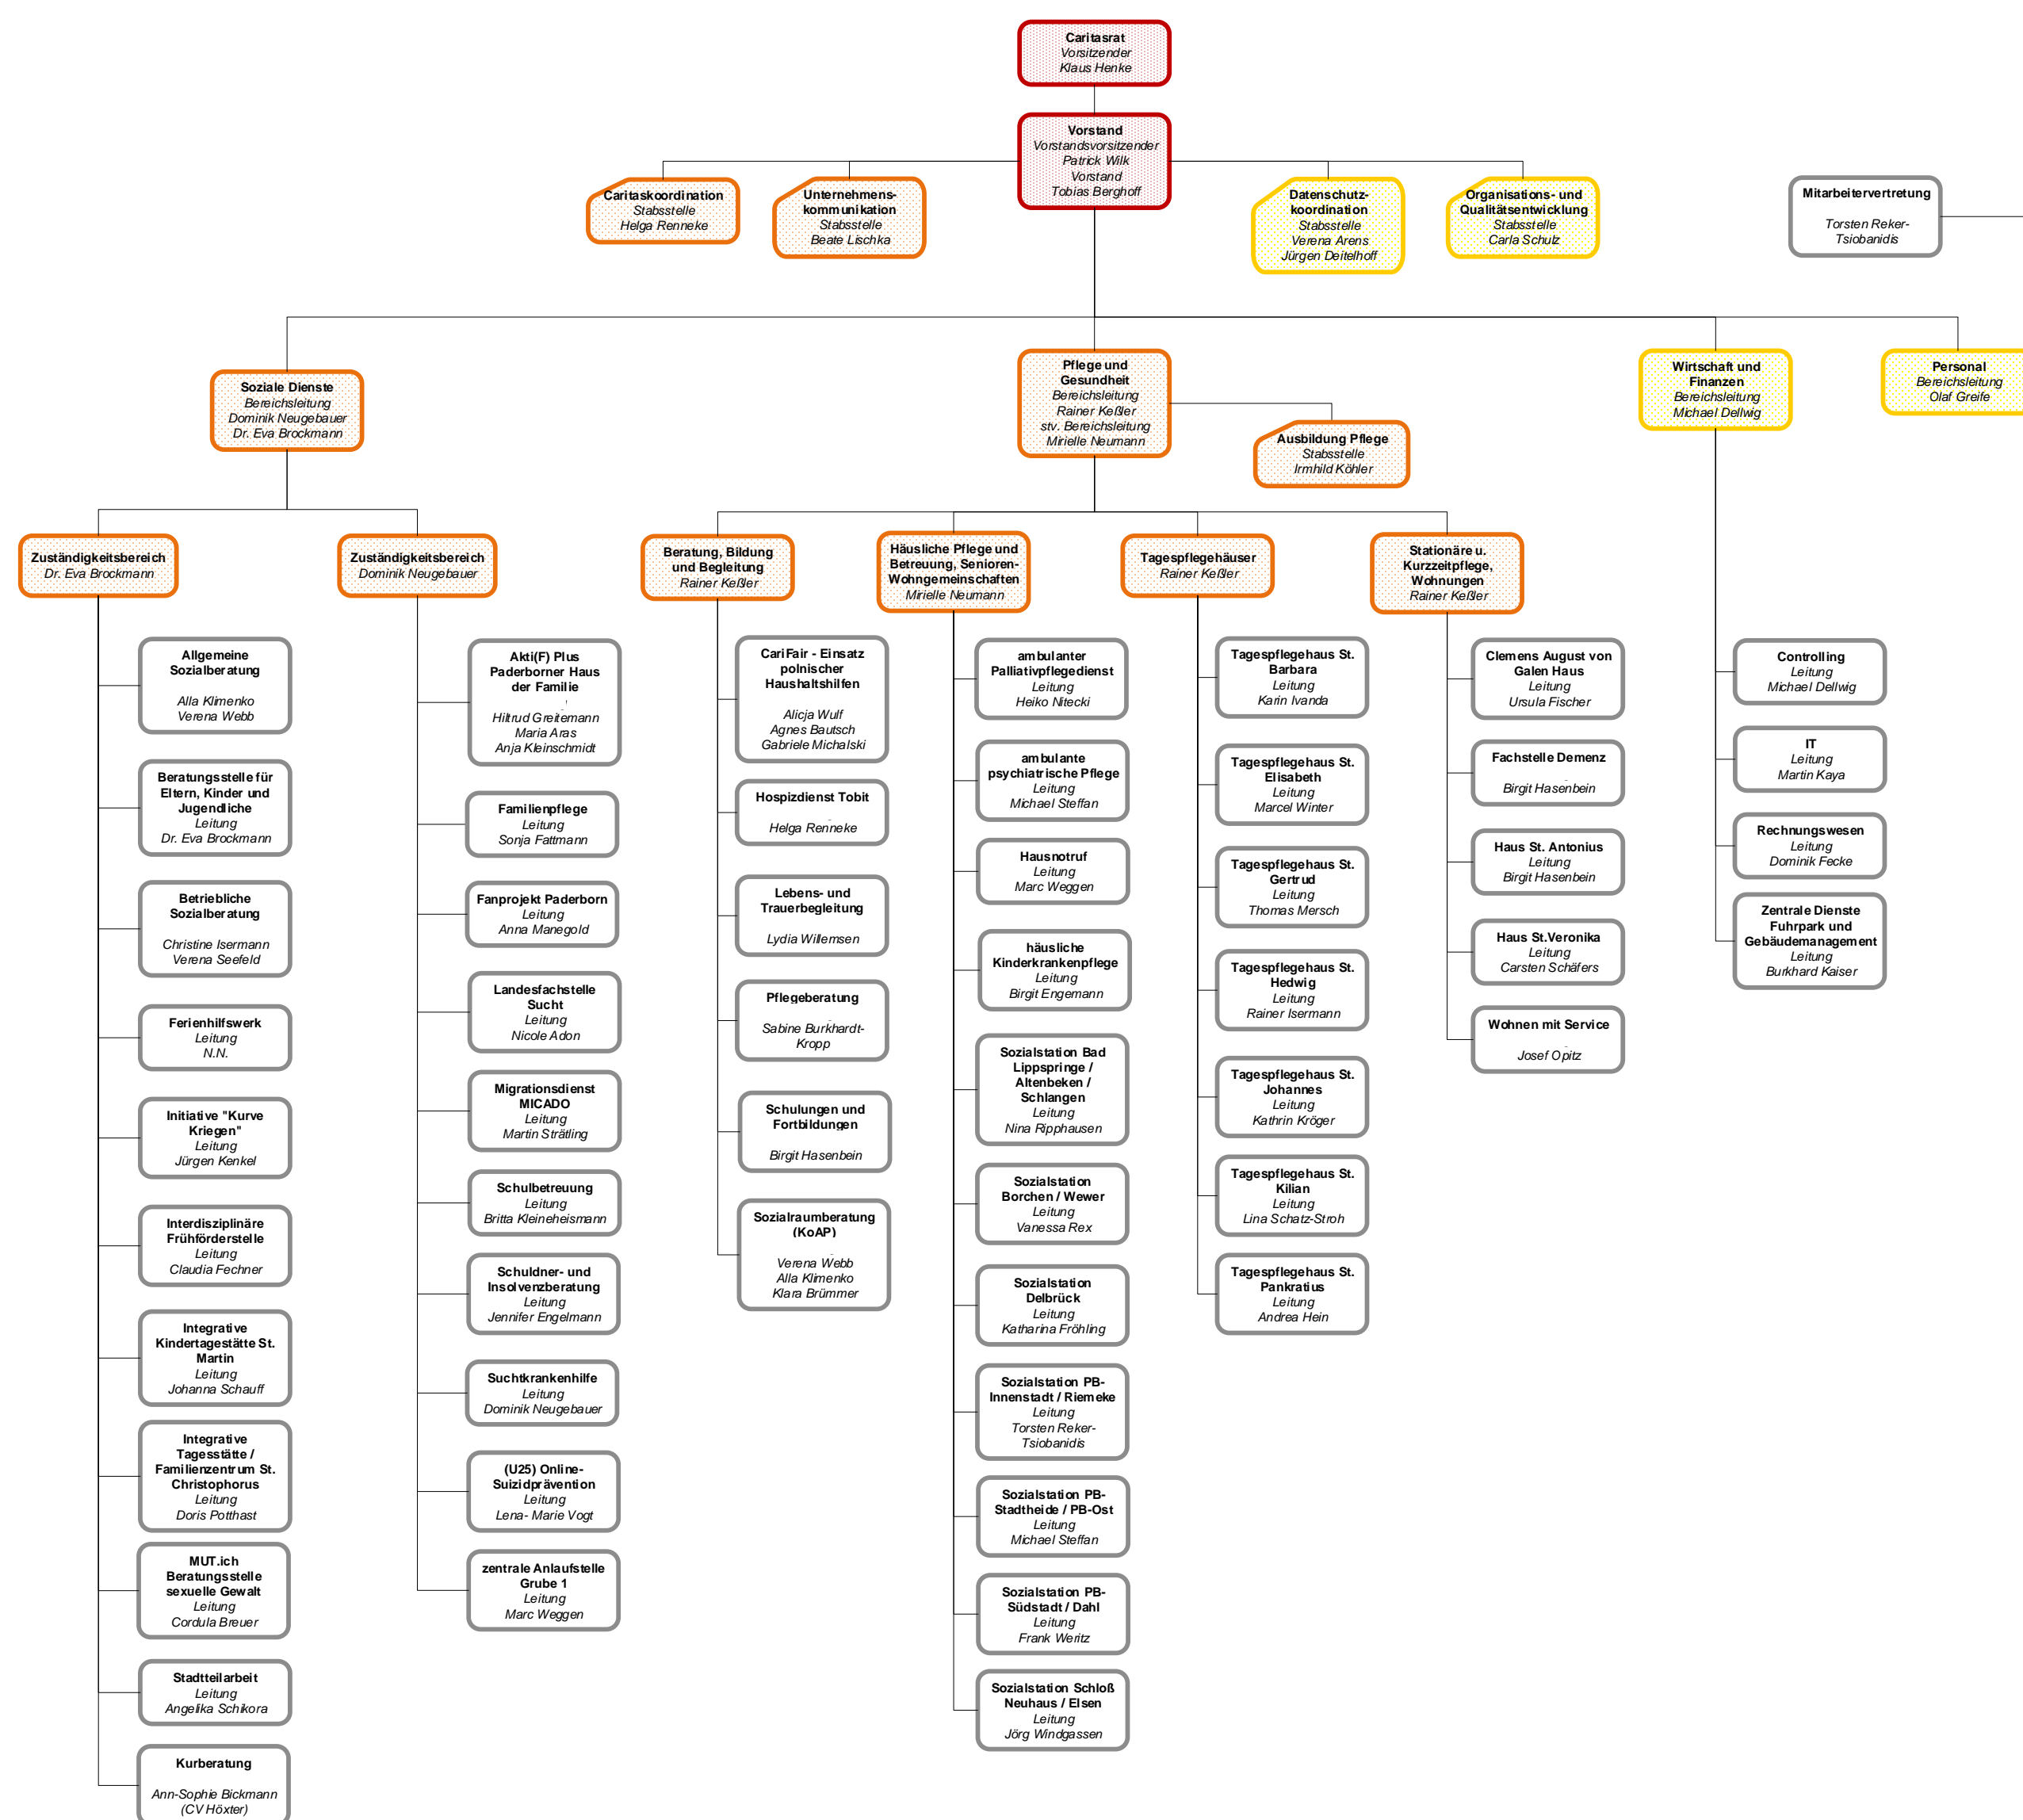 Caritasrat
Vorsitzender
Klaus Henke
Vorstand
Vorstandsvorsitzender
Patrick Wilk
Vorstand
Tobias Berghoff
Caritaskoordination
Stabsstelle
Helga Renneke
Unternehmens-
kommunikation
Stabsstelle
Beate Lischka
Datenschutz-
koordination
Stabsstelle
Verena Arens
Jürgen Deitelhoff
Organisations- und
Qualitätsentwicklung
Stabsstelle
Carla Schulz
Mitarbeitervertretung
Torsten Reker-
Tsiobanidis
Soziale Dienste
Bereichsleitung
Dominik Neugebauer
Dr. Eva Brockmann
Pflege und
Gesundheit
Bereichsleitung
Rainer Keßler
stv. Bereichsleitung
Mirielle Neumann
Ausbildung Pflege
Stabsstelle
Irmhild Köhler
Wirtschaft und
Finanzen
Bereichsleitung
Michael Dellwig
Personal
Bereichsleitung
Olaf Greife
Zuständigkeitsbereich
Dr. Eva Brockmann
Zuständigkeitsbereich
Dominik Neugebauer
Beratung, Bildung
und Begleitung
Rainer Keßler
Häusliche Pflege und
Betreuung, Senioren-
Wohngemeinschaften
Mirielle Neumann
Tagespflegehäuser
Rainer Keßler
Stationäre u.
Kurzzeitpflege,
Wohnungen
Rainer Keßler
Allgemeine
Sozialberatung
Alla Klimenko
Verena Webb
Beratungsstelle für
Eltern, Kinder und
Jugendliche
Leitung
Dr. Eva Brockmann
Betriebliche
Sozialberatung
Christine Isermann
Verena Seefeld
Ferienhilfswerk
Leitung
N.N.
Initiative "Kurve
Kriegen"
Leitung
Jürgen Kenkel
Interdisziplinäre
Frühförderstelle
Leitung
Claudia Fechner
Integrative
Kindertagestätte St.
Martin
Leitung
Johanna Schauff
Integrative
Tagesstätte /
Familienzentrum St.
Christophorus
Leitung
Doris Potthast
MUT.ich
Beratungsstelle
sexuelle Gewalt
Leitung
Cordula Breuer
Stadtteilarbeit
Leitung
Angelika Schikora
Kurberatung
Ann-Sophie Bickmann
(CV Höxter)
Akti(F) Plus
Paderborner Haus
der Familie
Hiltrud Greitemann
Maria Aras
Anja Kleinschmidt
Familienpflege
Leitung
Sonja Fattmann
Fanprojekt Paderborn
Leitung
Anna Manegold
Landesfachstelle
Sucht
Leitung
Nicole Adon
Migrationsdienst
MICADO
Leitung
Martin Strätling
Schulbetreuung
Leitung
Britta Kleineheismann
Schuldner- und
Insolvenzberatung
Leitung
Jennifer Engelmann
Suchtkrankenhilfe
Leitung
Dominik Neugebauer
(U25) Online-
Suizidprävention
Leitung
Lena- Marie Vogt
zentrale Anlaufstelle
Grube 1
Leitung
Marc Weggen
CariFair - Einsatz
polnischer
Haushaltshilfen
Alicja Wulf
Agnes Bautsch
Gabriele Michalski
Hospizdienst Tobit
Helga Renneke
Lebens- und
Trauerbegleitung
Lydia Willemsen
Pflegeberatung
Sabine Burkhardt-
Kropp
Schulungen und
Fortbildungen
Birgit Hasenbein
Sozialraumberatung
(KoAP)
Verena Webb
Alla Klimenko
Klara Brümmer
ambulanter
Palliativpflegedienst
Leitung
Heiko Nitecki
ambulante
psychiatrische Pflege
Leitung
Michael Steffan
Hausnotruf
Leitung
Marc Weggen
häusliche
Kinderkrankenpflege
Leitung
Birgit Engemann
Sozialstation Bad
Lippspringe /
Altenbeken /
Schlangen
Leitung
Nina Ripphausen
Sozialstation
Borchen / Wewer
Leitung
Vanessa Rex
Sozialstation
Delbrück
Leitung
Katharina Fröhling
Sozialstation PB-
Innenstadt / Riemeke
Leitung
Torsten Reker-
Tsiobanidis
Sozialstation PB-
Stadtheide / PB-Ost
Leitung
Michael Steffan
Sozialstation PB-
Südstadt / Dahl
Leitung
Frank Weritz
Sozialstation Schloß
Neuhaus / Elsen
Leitung
Jörg Windgassen
Tagespflegehaus St.
Barbara
Leitung
Karin Ivanda
Tagespflegehaus St.
Elisabeth
Leitung
Marcel Winter
Tagespflegehaus St.
Gertrud
Leitung
Thomas Mersch
Tagespflegehaus St.
Hedwig
Leitung
Rainer Isermann
Tagespflegehaus St.
Johannes
Leitung
Kathrin Kröger
Tagespflegehaus St.
Kilian
Leitung
Lina Schatz-Stroh
Tagespflegehaus St.
Pankratius
Leitung
Andrea Hein
Clemens August von
Galen Haus
Leitung
Ursula Fischer
Fachstelle Demenz
Birgit Hasenbein
Haus St. Antonius
Leitung
Birgit Hasenbein
Haus St.Veronika
Leitung
Carsten Schäfers
Wohnen mit Service
Josef Opitz
Controlling
Leitung
Michael Dellwig
IT
Leitung
Martin Kaya
Rechnungswesen
Leitung
Dominik Fecke
Zentrale Dienste
Fuhrpark und
Gebäudemanagement
Leitung
Burkhard Kaiser